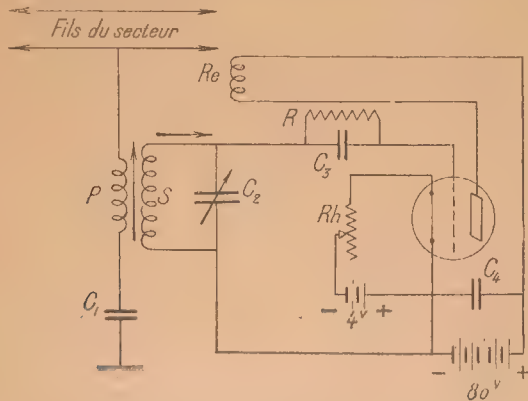 Fils du secteur
Re
R
P
S
C2
C3
Rh
C4
C1
- 4v +
- +
80v